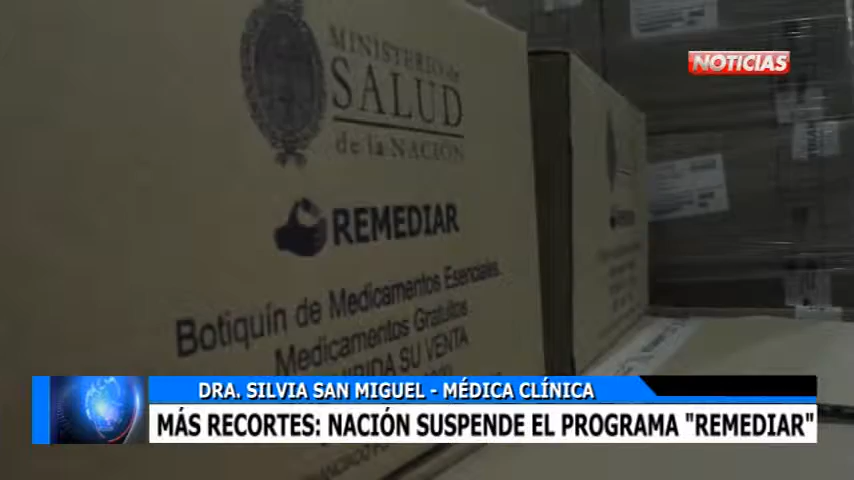 NOTICIAS
MINISTERIO de
SALUD
de la NACIÓN
REMEDIAR
Botiquín de Medicamentos Esenciales
Medicamentos Gratuitos
SU VENTA
DRA. SILVIA SAN MIGUEL - MÉDICA CLÍNICA
MÁS RECORTES: NACIÓN SUSPENDE EL PROGRAMA "REMEDIAR"